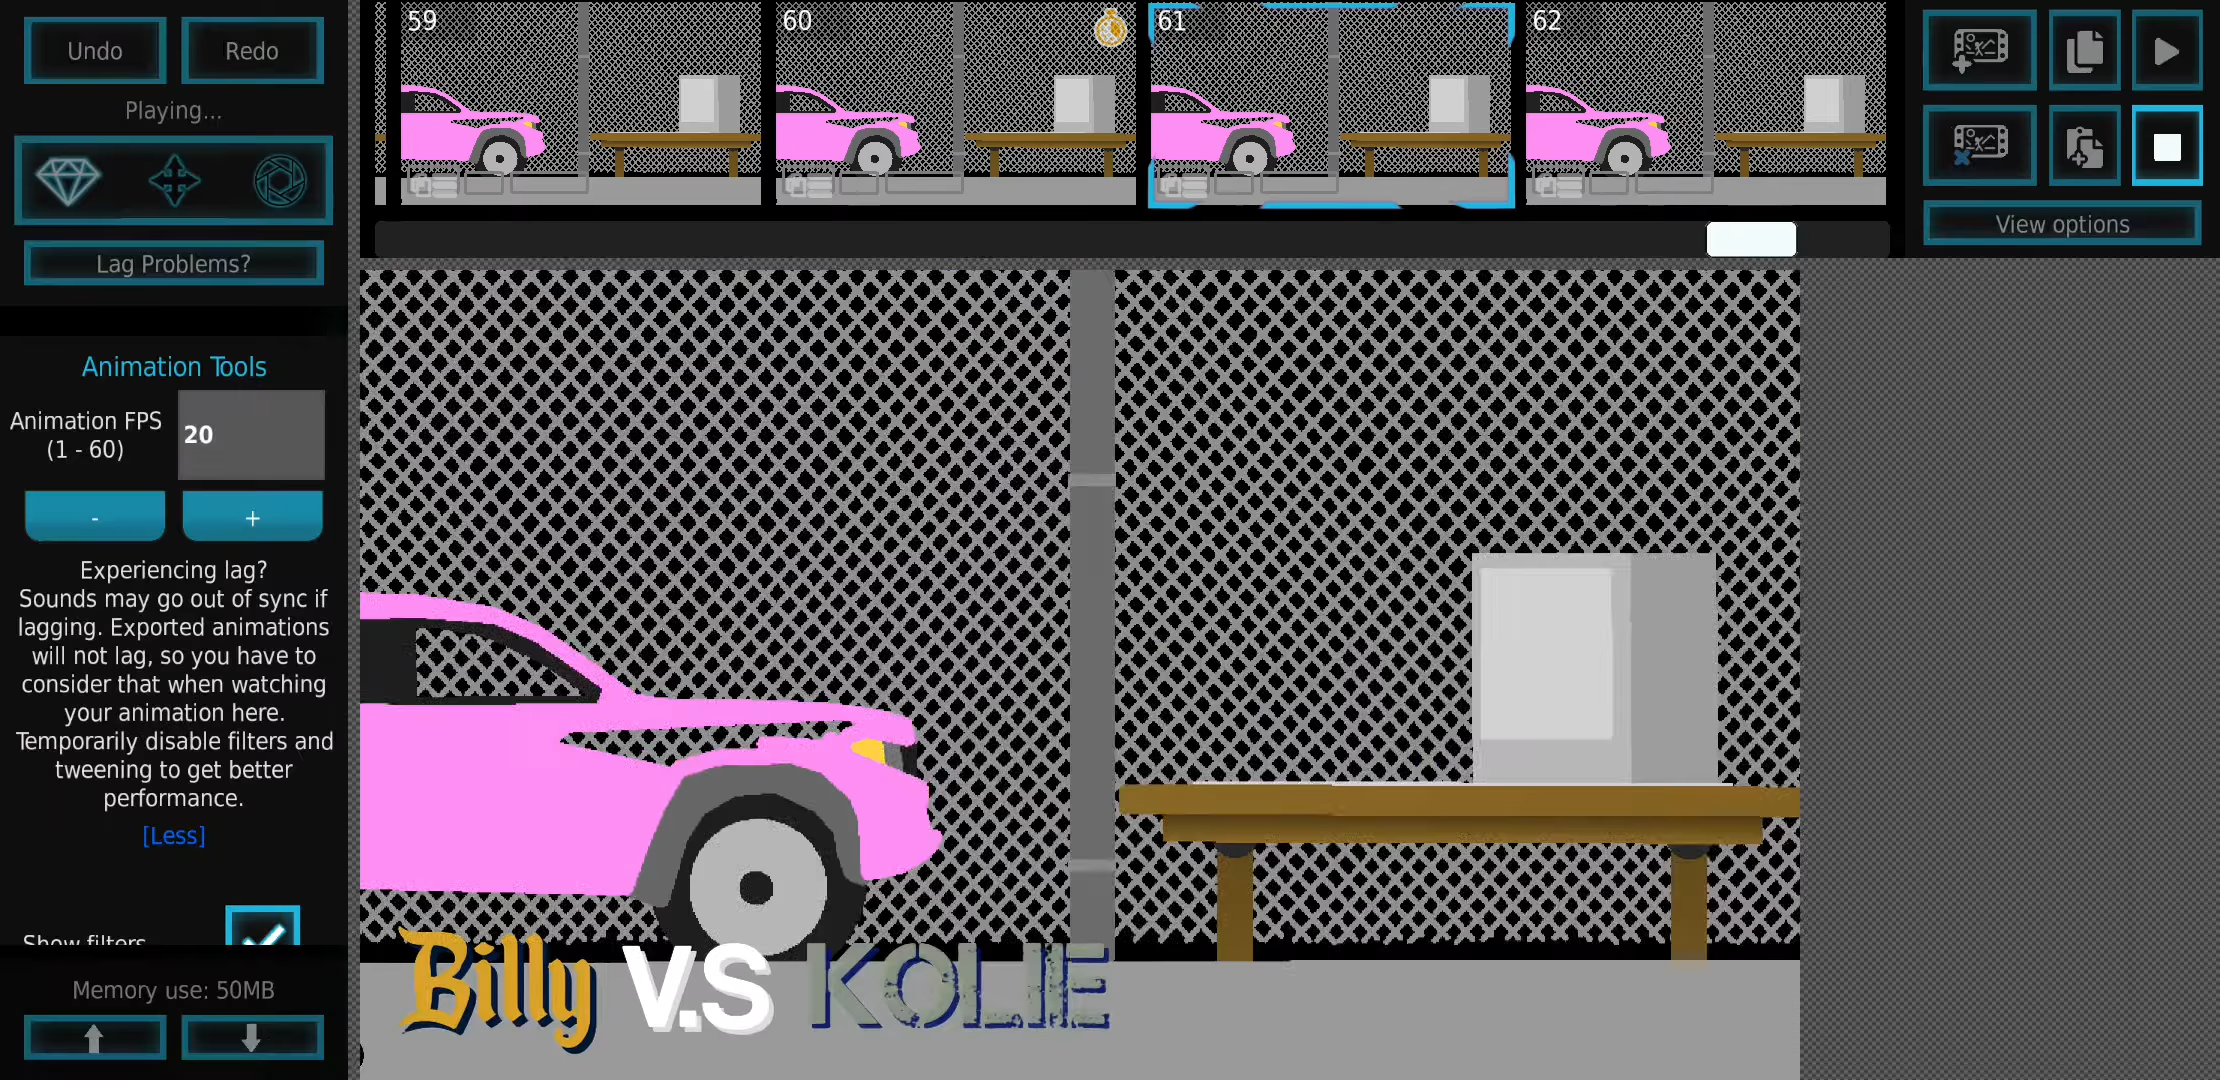 Undo
Redo
Playing...
Lag Problems?
Animation Tools
Animation FPS
(1 - 60)
20
-
+
Experiencing lag?
Sounds may go out of sync if
lagging. Exported animations
will not lag, so you have to
consider that when watching
your animation here.
Temporarily disable filters and
tweening to get better
performance.
[Less]
Show filters
Memory use: 50MB
59
60
61
62
View options
Billy V.S KOLIE